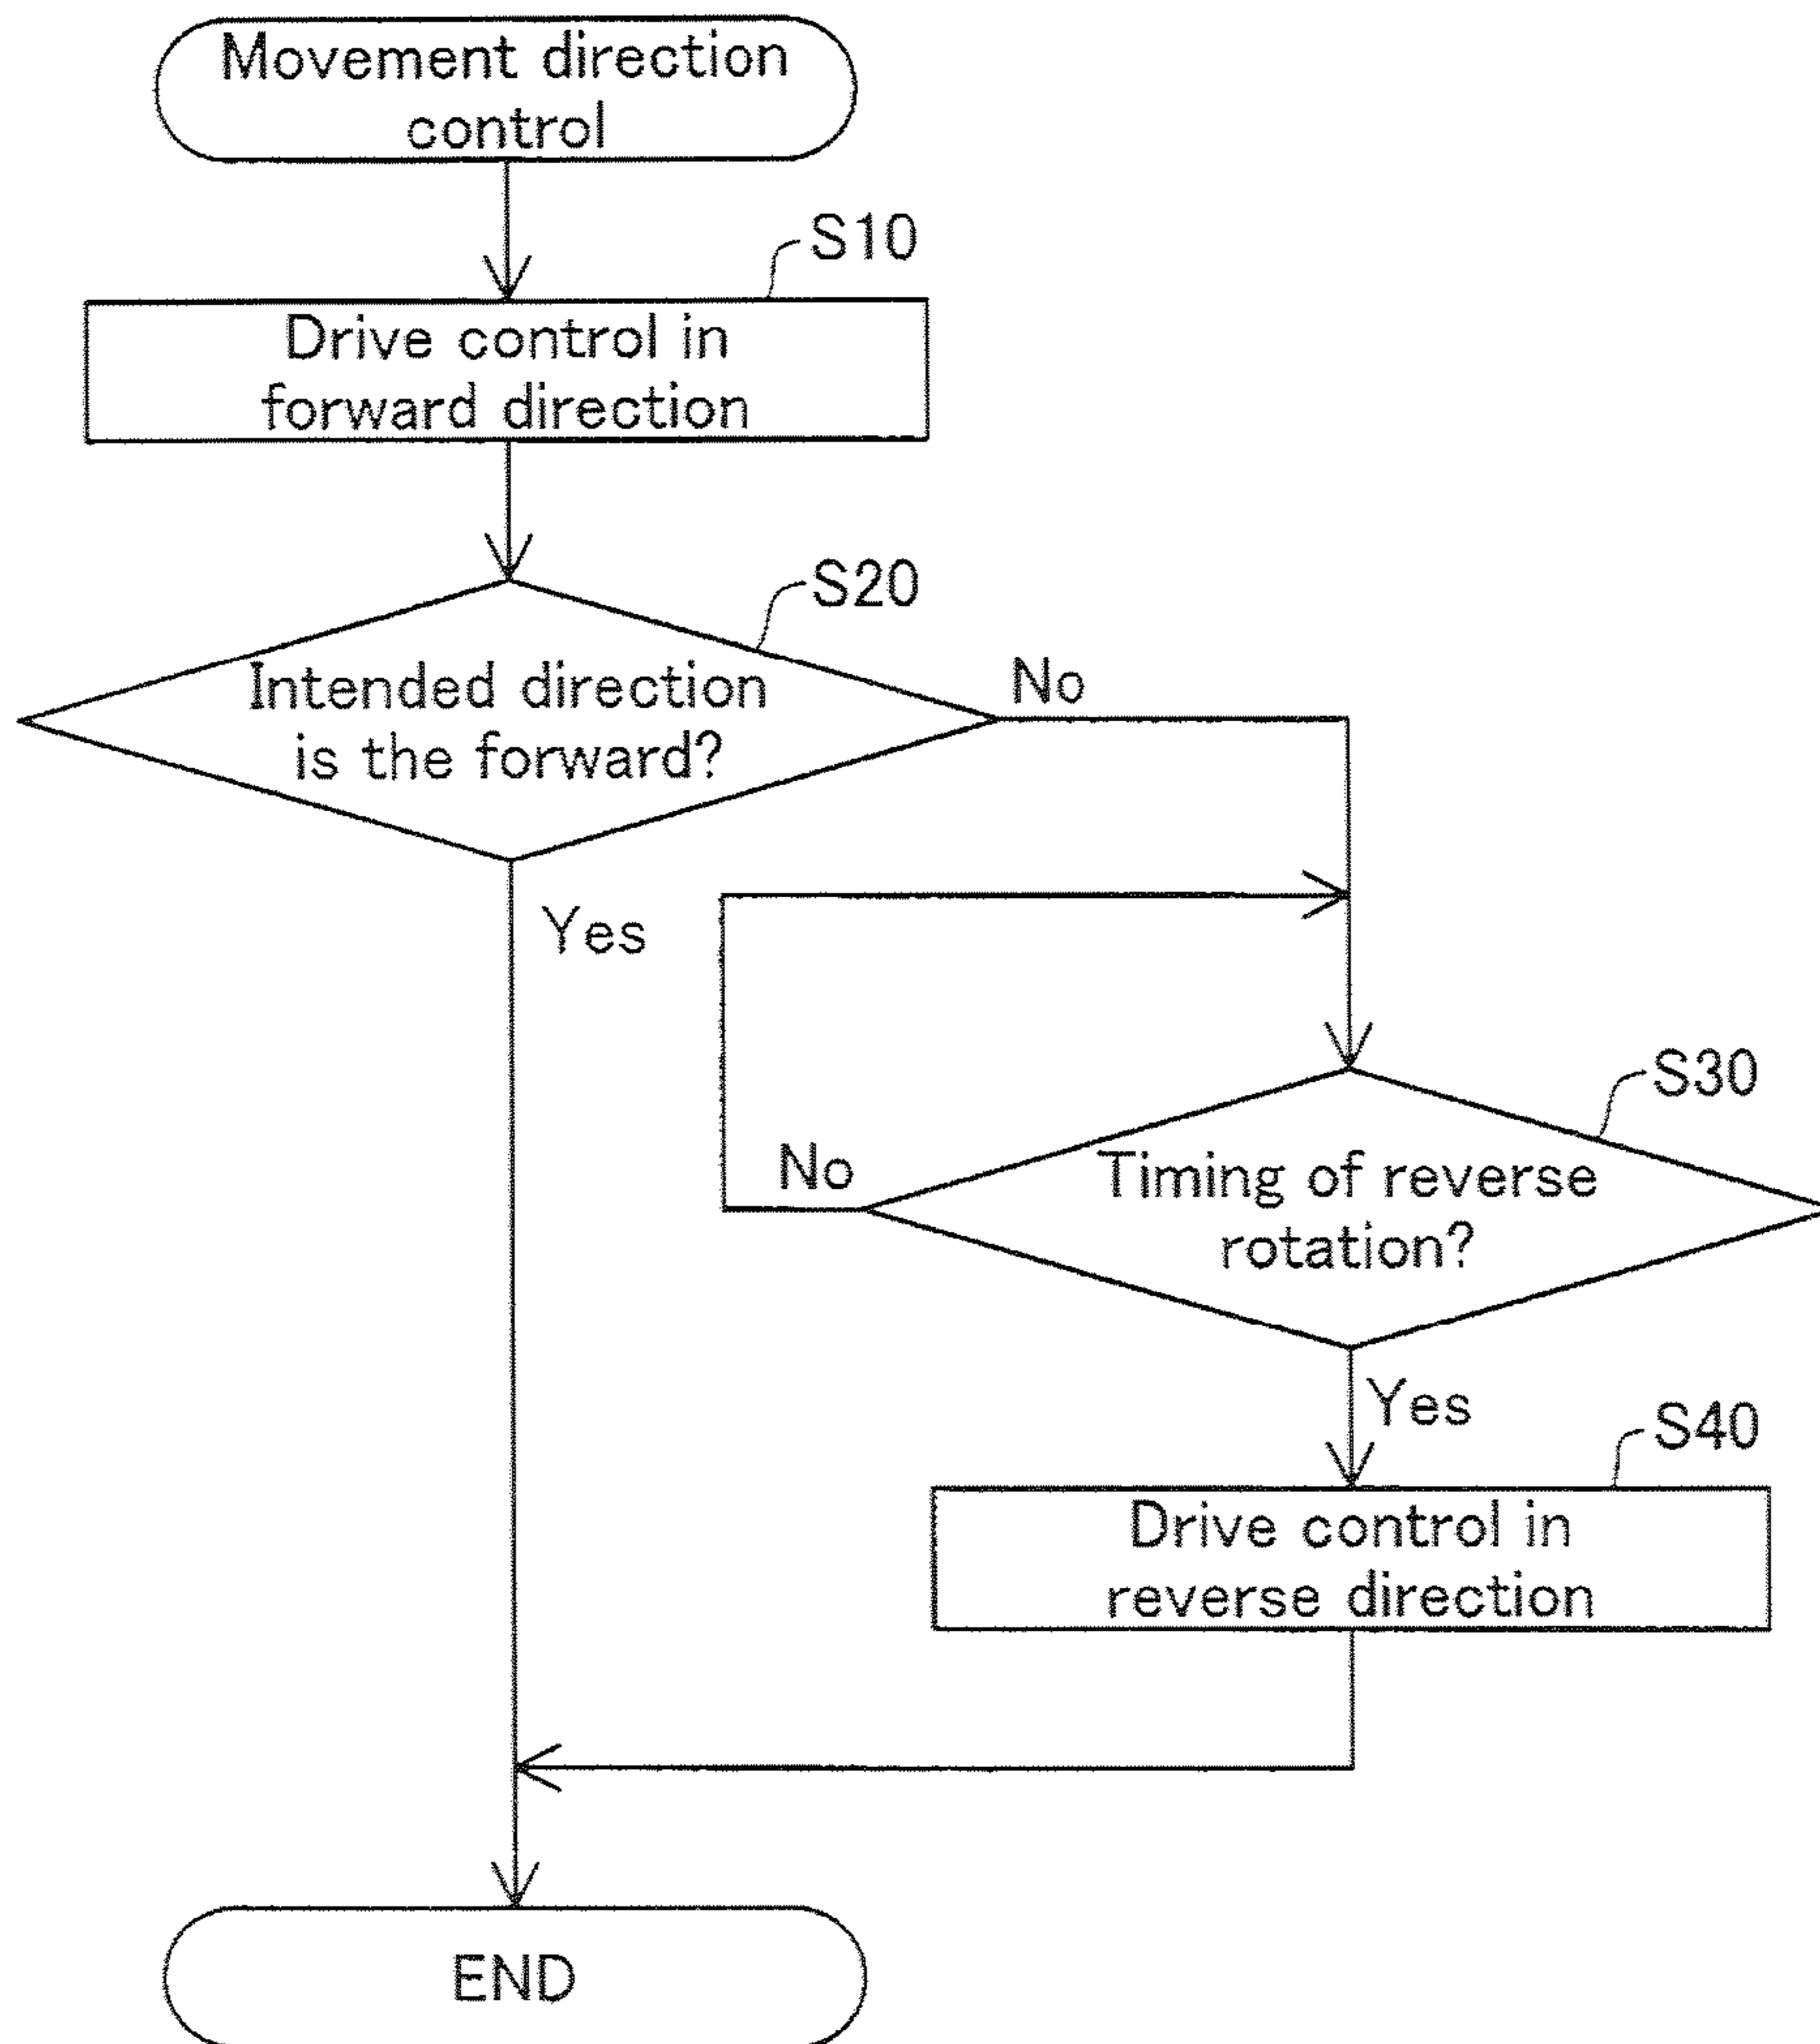 Movement direction
control
S10
Drive control in
forward direction
S20
Intended direction
is the forward?
No
Yes
S30
No
Timing of reverse
rotation?
Yes
S40
Drive control in
reverse direction
END